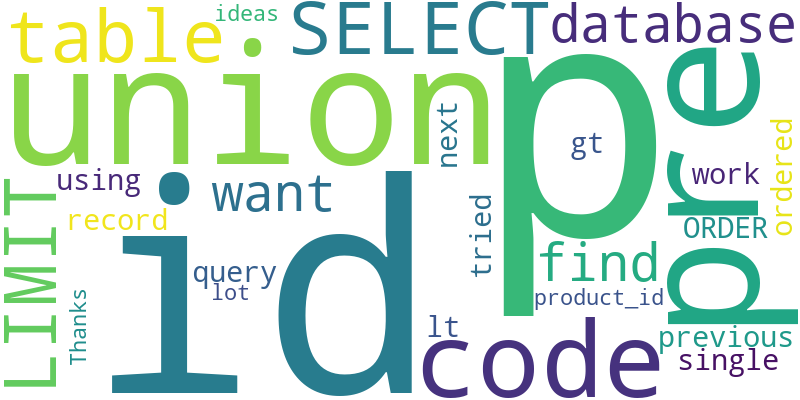 ideas
table
SELECT
database
union
p
pre
next
gt
ordered
using
want
work
id
LIMIT
record
tried
ORDER
find
query
lot
product_id
Thanks
lt
code
previous
single